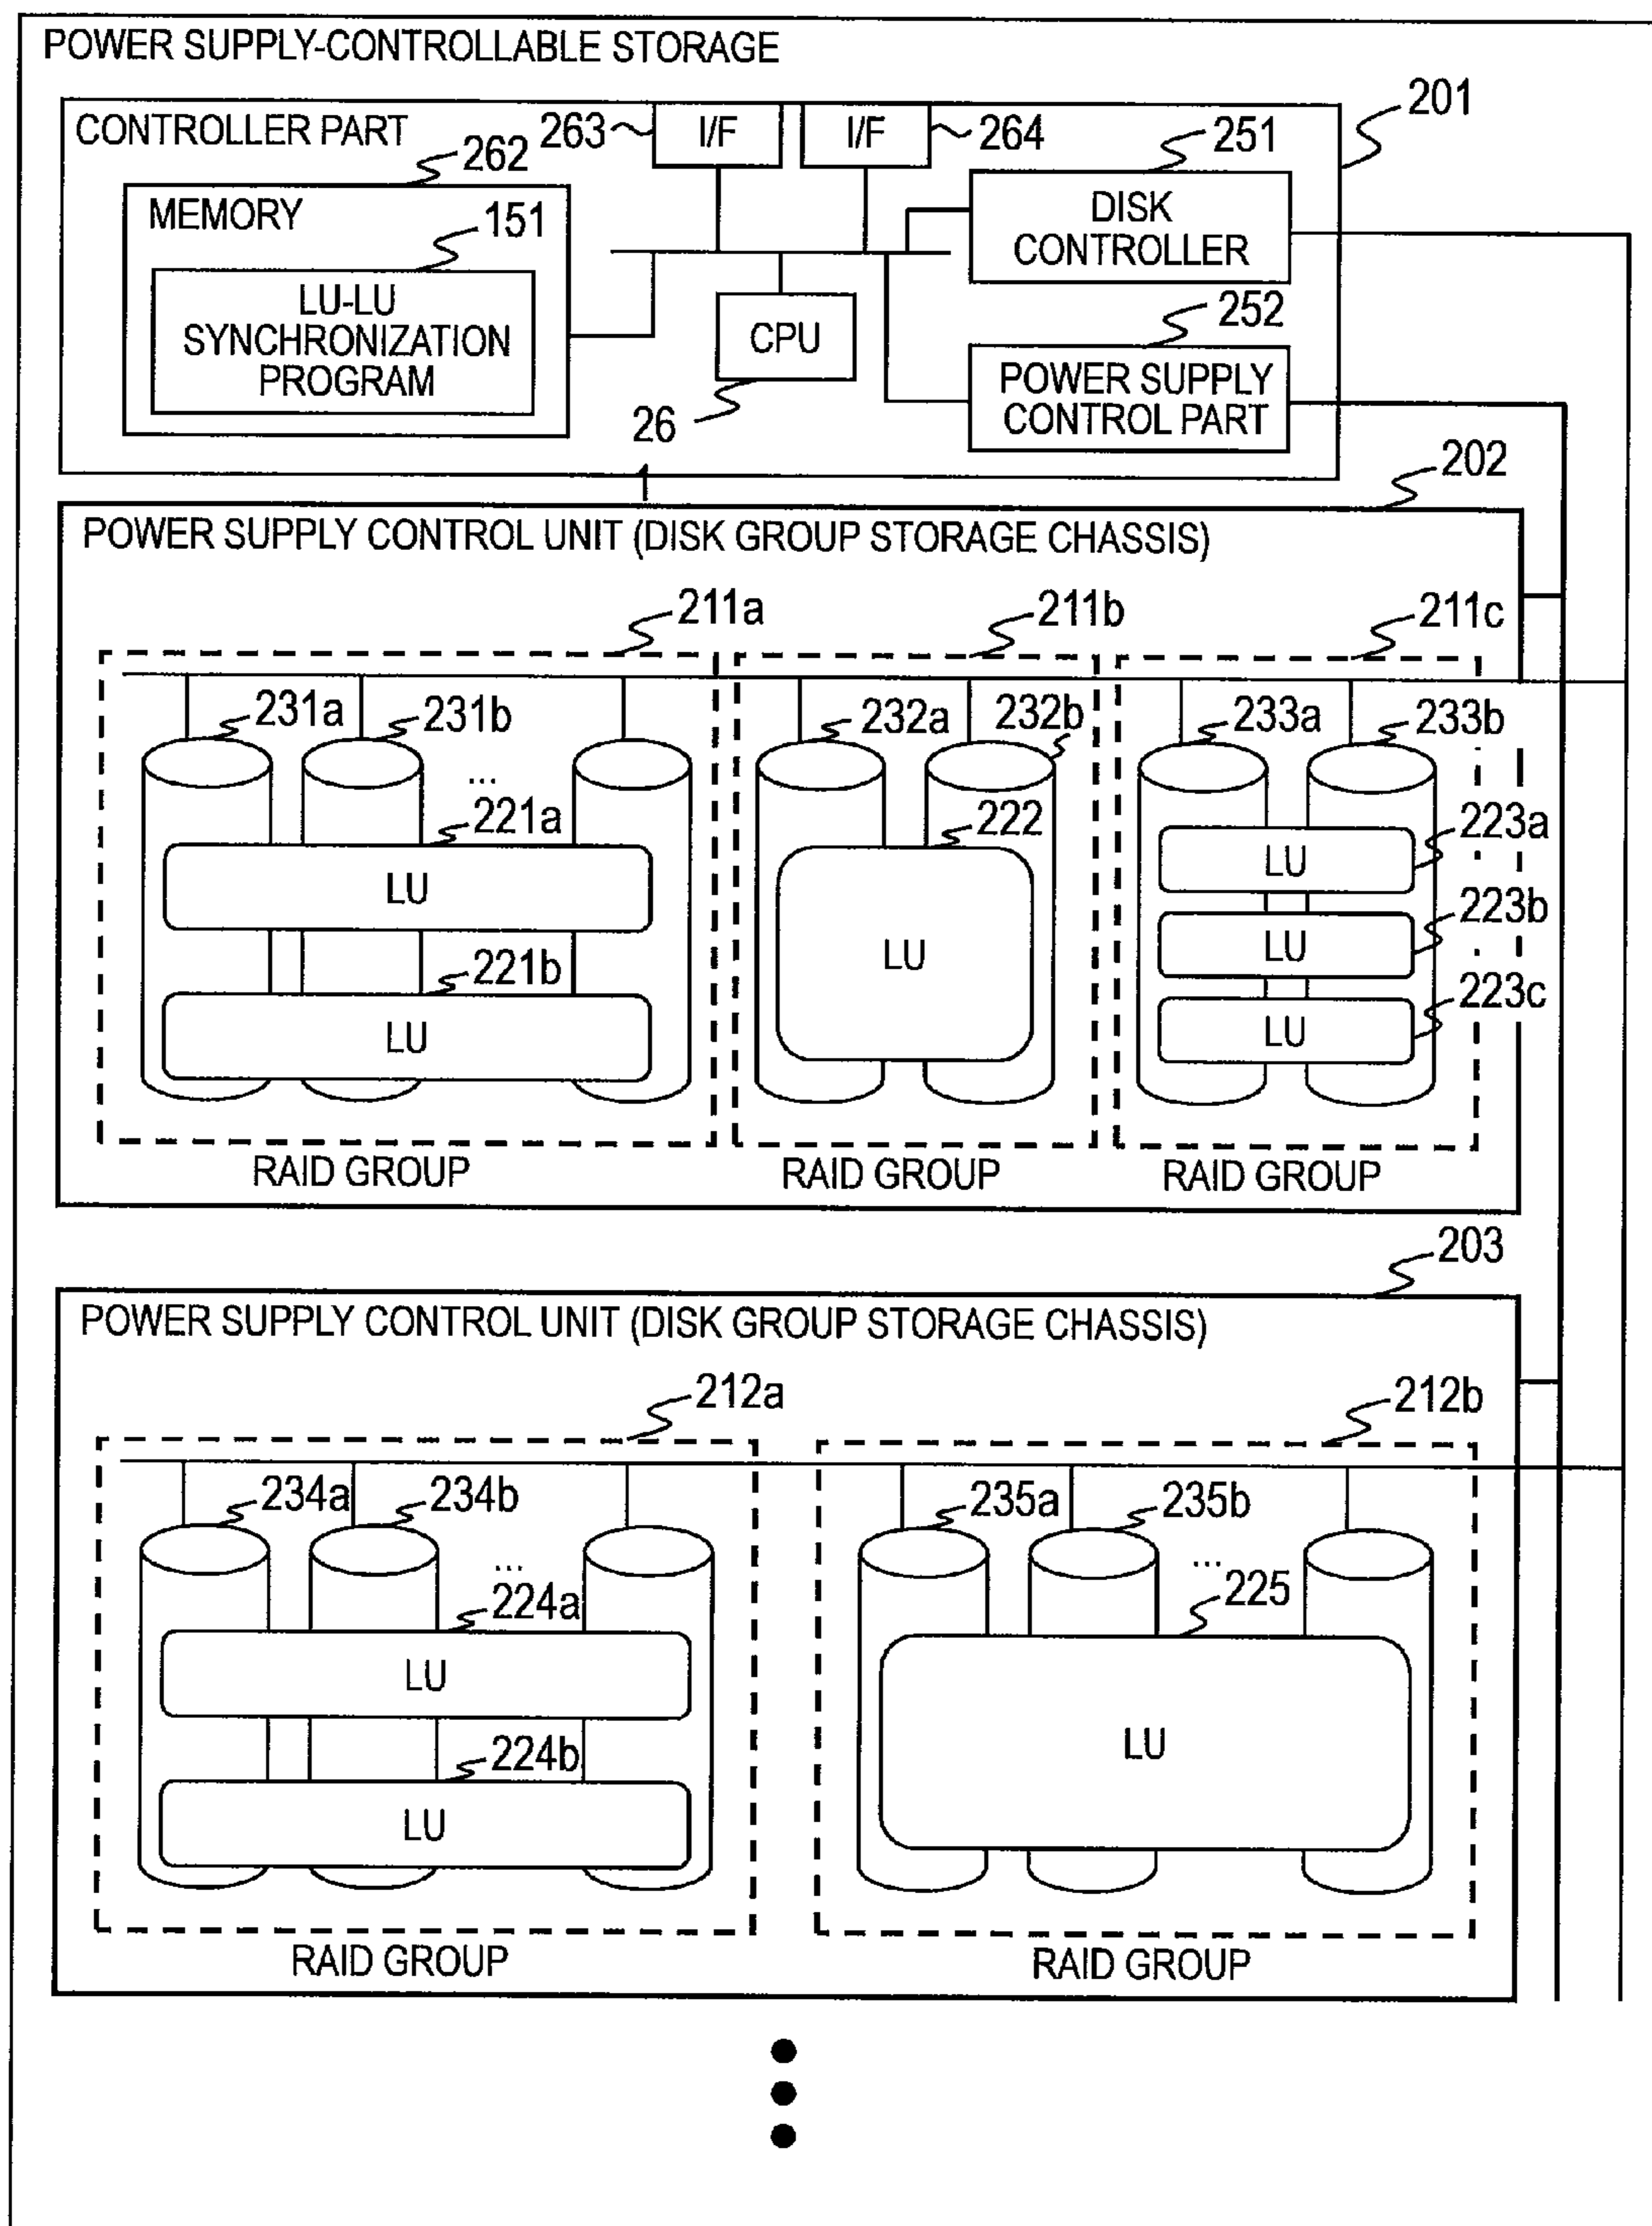 POWER SUPPLY-CONTROLLABLE STORAGE
201
CONTROLLER PART
263
I/F
I/F
264
251
262
MEMORY
151
LU-LU
SYNCHRONIZATION
PROGRAM
CPU
26
DISK
CONTROLLER
252
POWER SUPPLY
CONTROL PART
1
202
POWER SUPPLY CONTROL UNIT (DISK GROUP STORAGE CHASSIS)
211a
211b
211c
231a
231b
232a
232b
233a
233b
...
221a
LU
221b
LU
222
LU
223a
LU
223b
LU
223c
LU
RAID GROUP
RAID GROUP
RAID GROUP
203
POWER SUPPLY CONTROL UNIT (DISK GROUP STORAGE CHASSIS)
212a
212b
234a
234b
235a
235b
...
...
224a
LU
224b
LU
225
LU
RAID GROUP
RAID GROUP